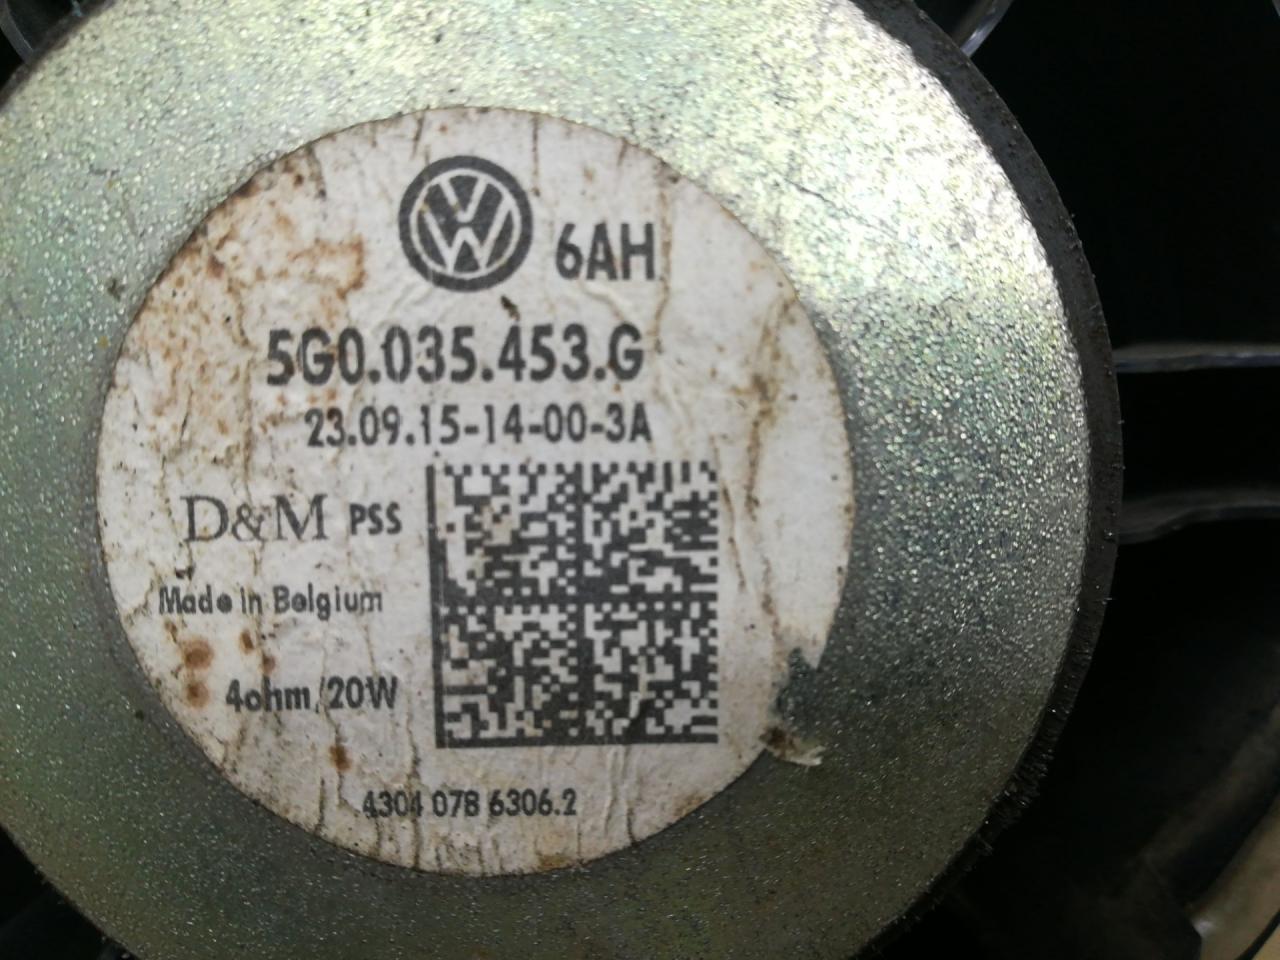 6AH
5G0.035.453.G
23.09.15-14-00-3A
D&M PSS
Made in Belgium
4ohm/20W
4304 078 6306.2